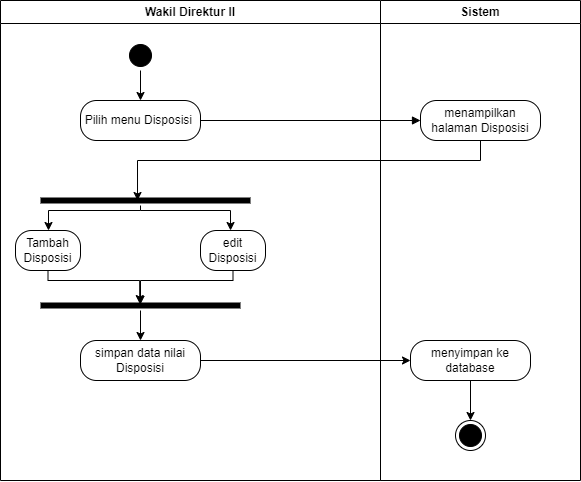 Wakil Direktur II
Sistem
Pilih menu Disposisi
menampilkan
halaman Disposisi
Tambah
Disposisi
edit
Disposisi
simpan data nilai
Disposisi
menyimpan ke
database